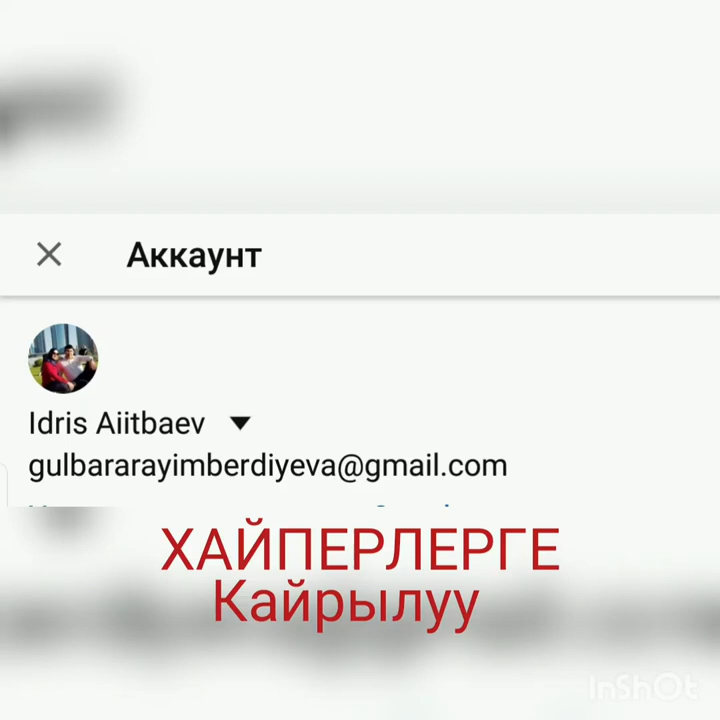 Аккаунт
Idris Aiitbaev
gulbararayimberdiyeva@gmail.com
ХАЙПЕРЛЕРГЕ
Кайрылуу
InShOt